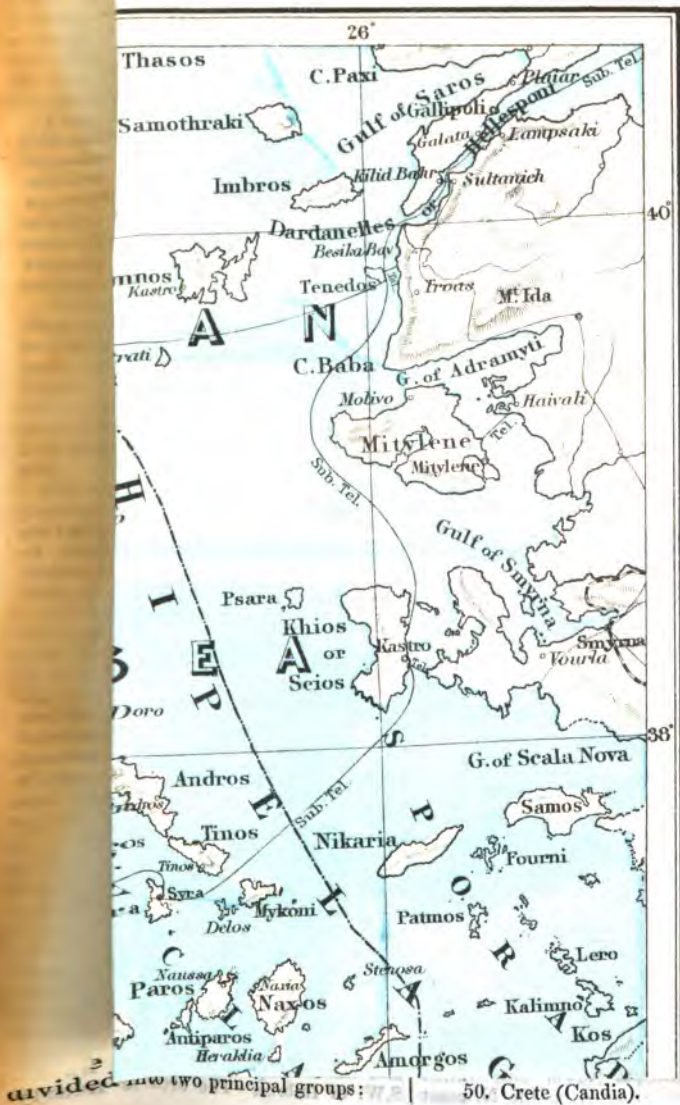 26°
Thasos
C. Paxi
Gulf of Saros
Plaiar
Sub. Tel.
Gallipoli
Samothraki
Galata
Hellespont
Lampsaki
Kilid Bahr
Sultanieh
Imbros
or
40°
Dardanelles
Besika Bay
mnos
Kastro
Tenedos
Troas
Mt. Ida
A N
rati
C. Baba
G. of Adramyti
Molivo
Haivali
Mitylene
Tel.
Mitylene
Sub. Tel.
H I P E L A G
Gulf of Smyrna
Psara
Khios
or
Scios
Kastro
Tel.
Smyrna
Vourla
S E A
Doro
38°
G. of Scala Nova
S P O R A D
Andros
Sub. Tel.
Samos
Tinos
Nikaria
Fourni
Tinos
Syra
a
Mykoni
Delos
Patmos
C
Lero
Naussa
Stenosa
Paros
Naxia
Naxos
Kalimno
Kos
Antiparos
L
Heraklia
A
Amorgos
divided into two principal groups:
50. Crete (Candia).